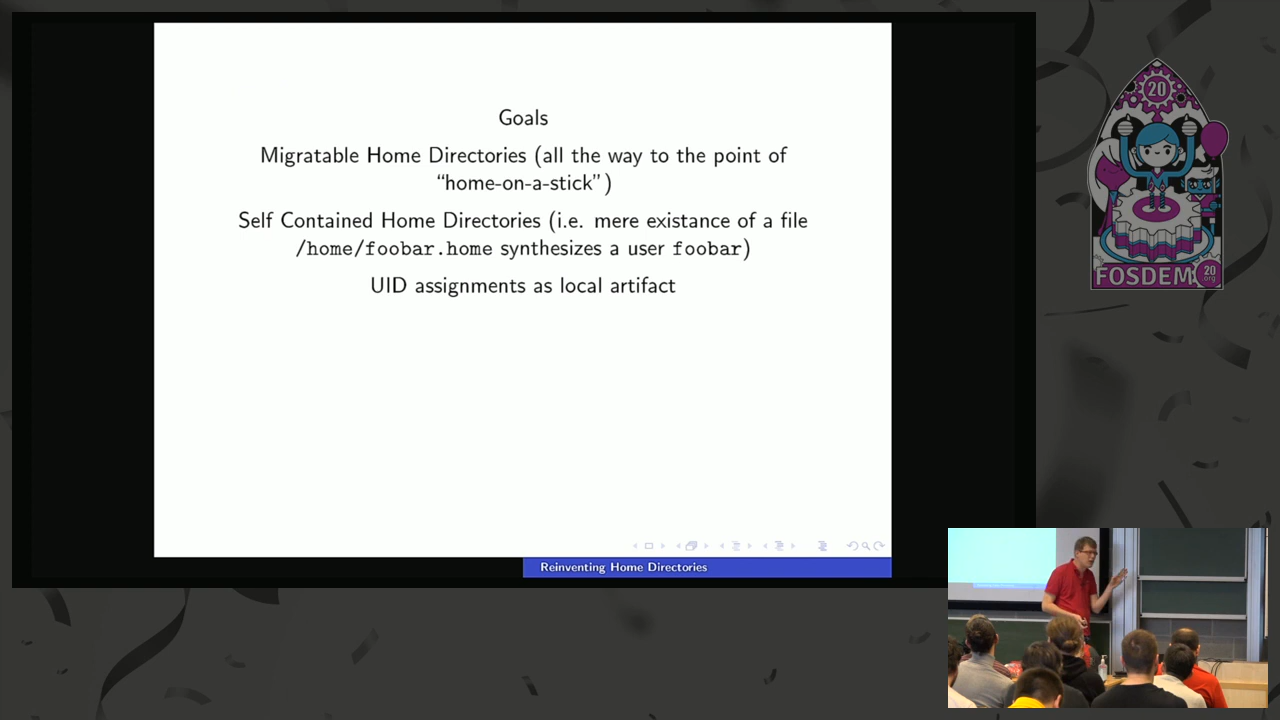 Goals
Migratable Home Directories (all the way to the point of
“home-on-a-stick”)
Self Contained Home Directories (i.e. mere existance of a file
/home/foobar.home synthesizes a user foobar)
UID assignments as local artifact
Reinventing Home Directories
20
FOSDEM
20
.org